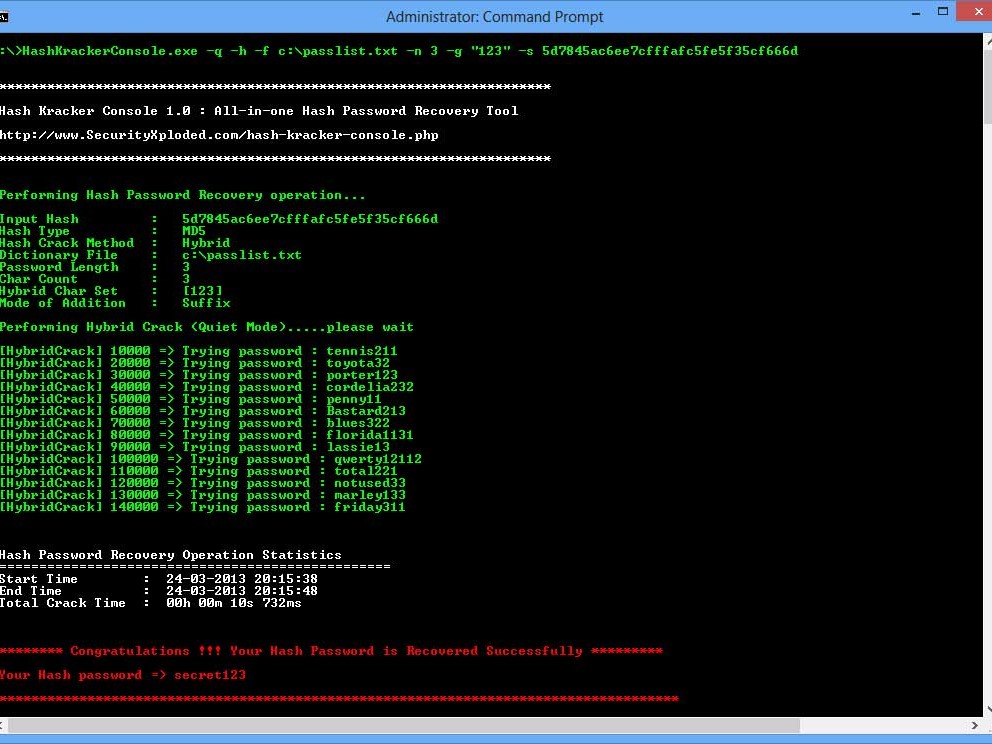 Administrator: Command Prompt
:\>HashKrackerConsole.exe -q -h -f c:\passlist.txt -n 3 -g "123" -s 5d7845ac6ee7cfffafc5fe5f35cf666d
*********************************************************************
Hash Kracker Console 1.0 : All-in-one Hash Password Recovery Tool
http://www.SecurityXploded.com/hash-kracker-console.php
*********************************************************************
Performing Hash Password Recovery operation...
Input Hash : 5d7845ac6ee7cfffafc5fe5f35cf666d
Hash Type : MD5
Hash Crack Method : Hybrid
Dictionary File : c:\passlist.txt
Password Length : 3
Char Count : 3
Hybrid Char Set : [123]
Mode of Addition : Suffix
Performing Hybrid Crack (Quiet Mode).....please wait
[HybridCrack] 10000 => Trying password : tennis211
[HybridCrack] 20000 => Trying password : toyota32
[HybridCrack] 30000 => Trying password : porter123
[HybridCrack] 40000 => Trying password : cordelia232
[HybridCrack] 50000 => Trying password : penny11
[HybridCrack] 60000 => Trying password : Bastard213
[HybridCrack] 70000 => Trying password : blues322
[HybridCrack] 80000 => Trying password : florida1131
[HybridCrack] 90000 => Trying password : lassie13
[HybridCrack] 100000 => Trying password : qwerty12112
[HybridCrack] 110000 => Trying password : total221
[HybridCrack] 120000 => Trying password : notused33
[HybridCrack] 130000 => Trying password : marley133
[HybridCrack] 140000 => Trying password : friday311
Hash Password Recovery Operation Statistics
=================================================
Start Time : 24-03-2013 20:15:38
End Time : 24-03-2013 20:15:48
Total Crack Time : 00h 00m 10s 732ms
******** Congratulations !!! Your Hash Password is Recovered Successfully *********
Your Hash password => secret123
*************************************************************************************